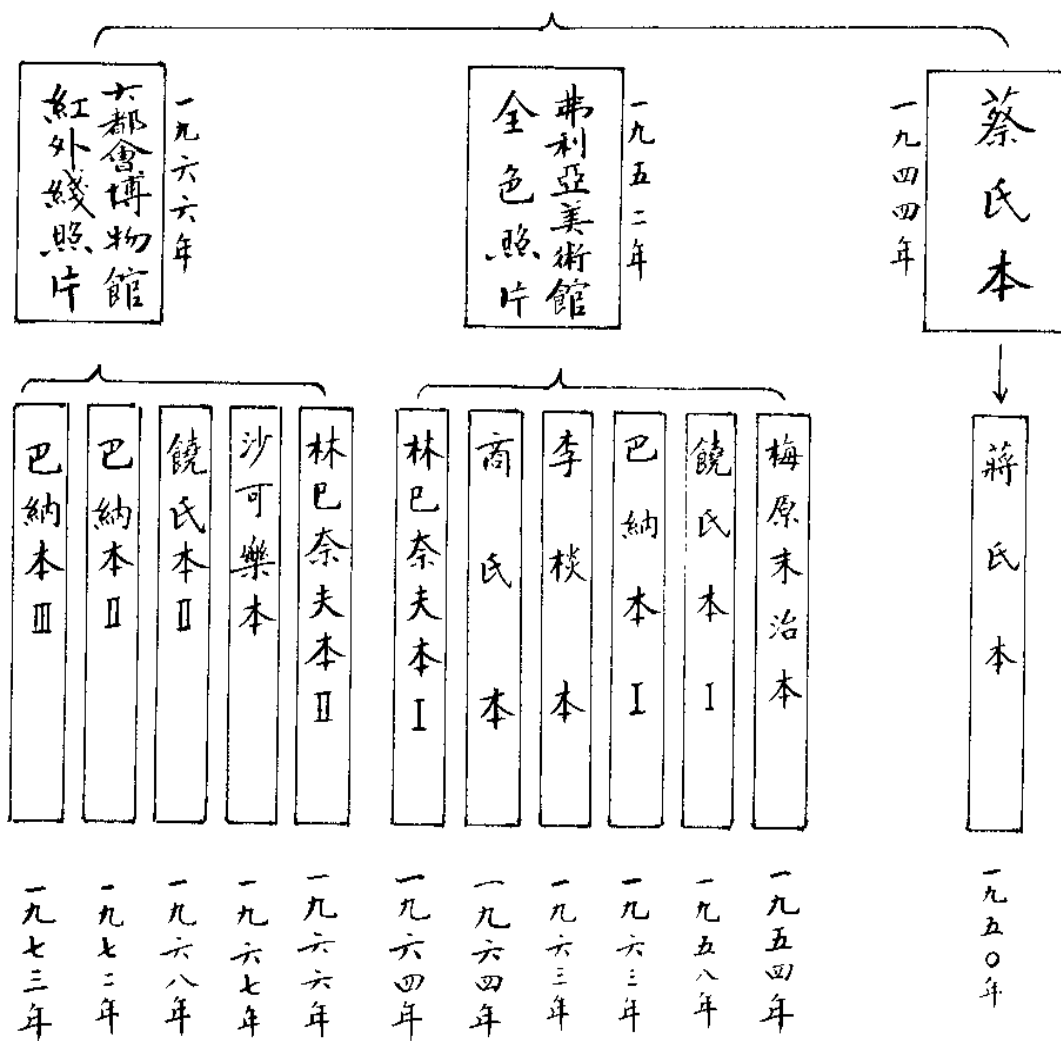 蔡氏本
一九四四年
一九五二年
弗利亞美術館
全色照片
一九六六年
大都會博物館
紅外綫照片
蔣氏本
梅原末治本
饒氏本I
巴納本I
李棪本
商氏本
林巴奈夫本I
林巴奈夫本II
沙可樂本
饒氏本II
巴納本II
巴納本III
一九五〇年
一九五四年
一九五八年
一九六三年
一九六三年
一九六四年
一九六四年
一九六六年
一九六七年
一九六八年
一九七二年
一九七三年